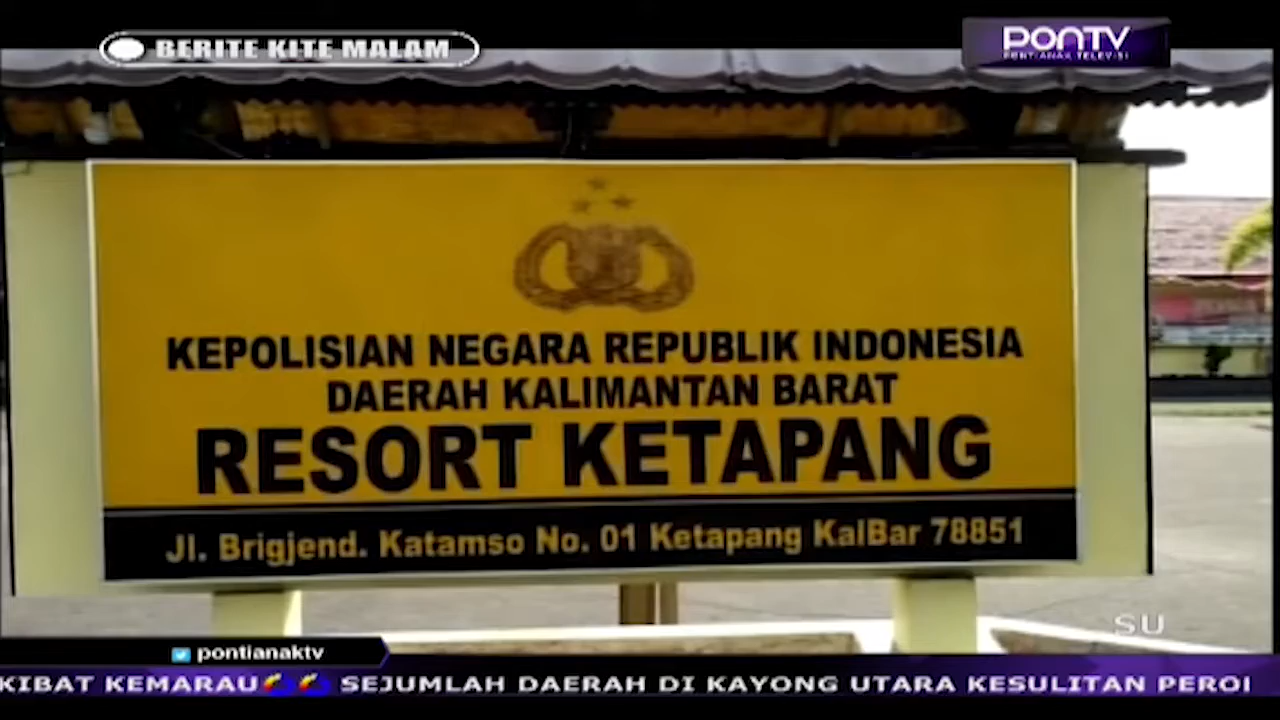 BERITE KITE MALAM
PONTV
PONTIANAK TELEVISI
KEPOLISIAN NEGARA REPUBLIK INDONESIA
DAERAH KALIMANTAN BARAT
RESORT KETAPANG
Jl. Brigjend. Katamso No. 01 Ketapang KalBar 78851
SU
pontianaktv
KIBAT KEMARAU SEJUMLAH DAERAH DI KAYONG UTARA KESULITAN PEROI